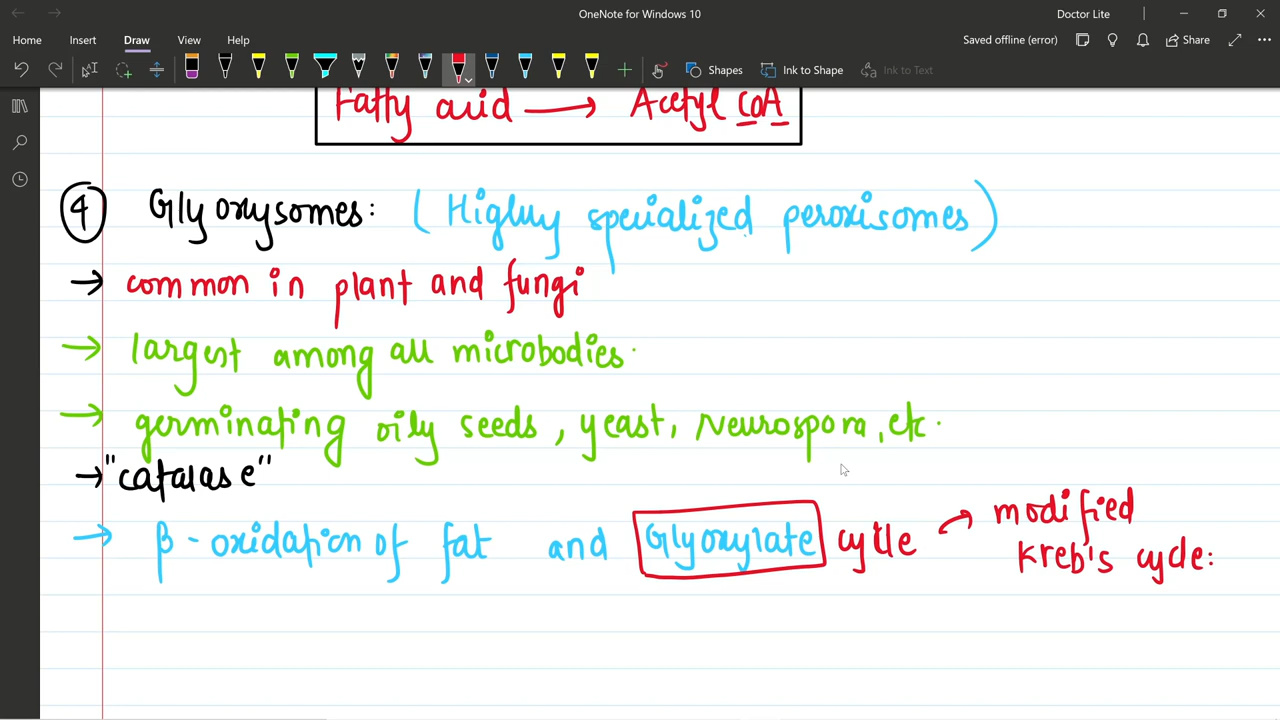 OneNote for Windows 10
Doctor Lite
Home Insert Draw View Help
Saved offline (error)
Share
Shapes
Ink to Shape
Ink to Text
Fatty acid → Acetyl CoA
4 Glyoxysomes: (Highly specialized peroxisomes)
→ common in plant and fungi
→ largest among all microbodies.
→ germinating oily seeds, yeast, Neurospora, etc.
→ "catalase"
→ β-oxidation of fat and Glyoxylate cycle → modified
Kreb's cycle: